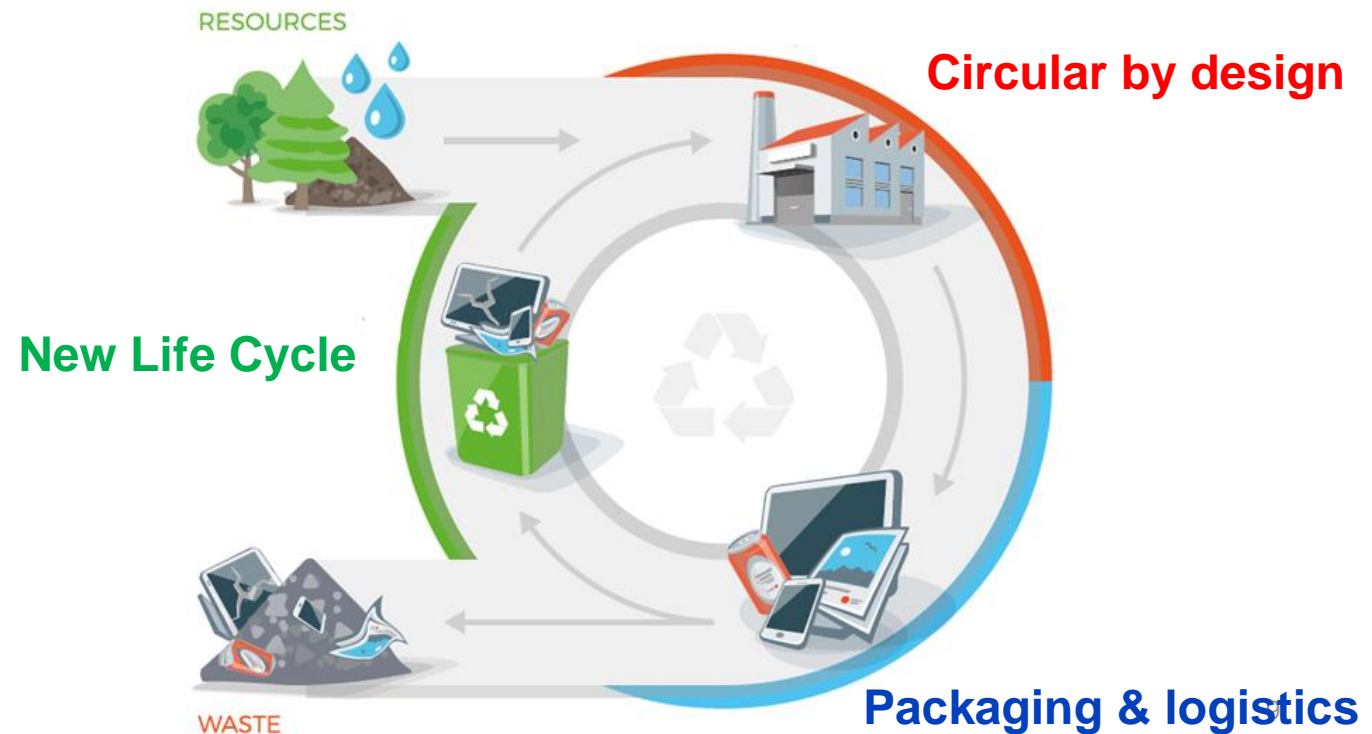 RESOURCES
Circular by design
New Life Cycle
Packaging & logistics
WASTE